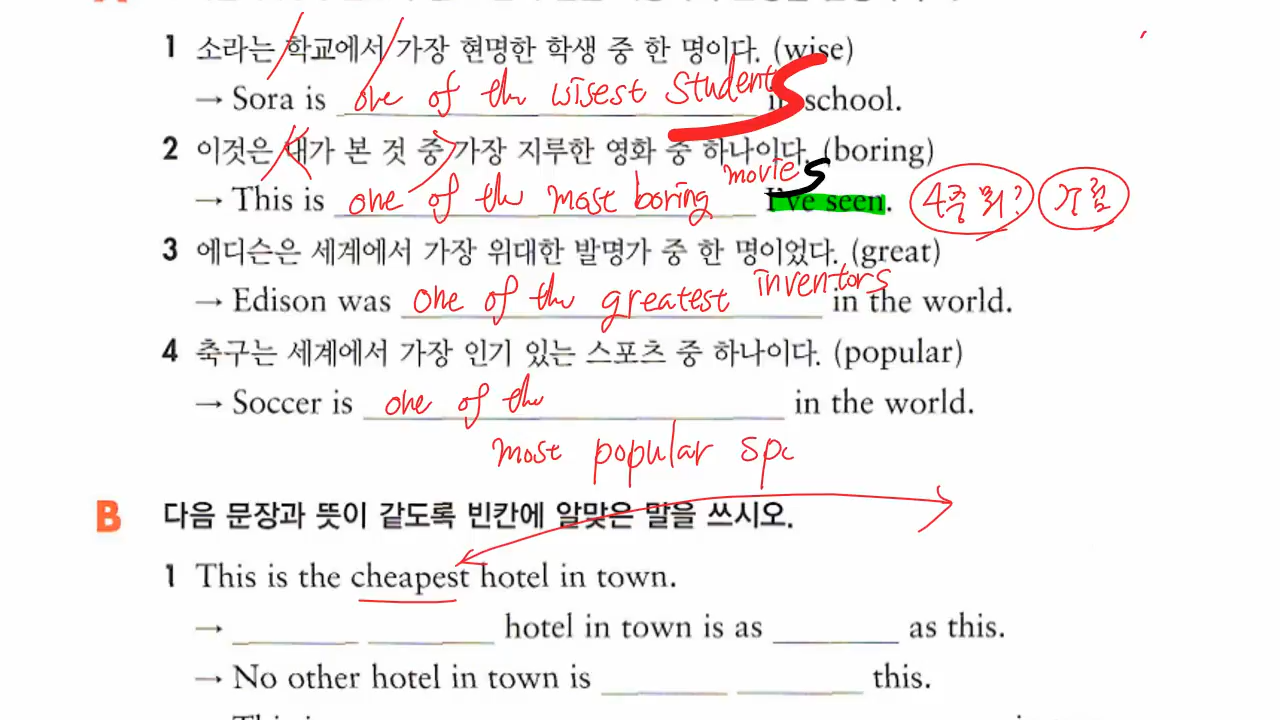 1 소라는 학교에서 가장 현명한 학생 중 한 명이다. (wise)
→ Sora is one of the wisest students in school.
2 이것은 내가 본 것 중 가장 지루한 영화 중 하나이다. (boring)
→ This is one of the most boring movies I've seen. 4중 뭐?
3 에디슨은 세계에서 가장 위대한 발명가 중 한 명이었다. (great)
→ Edison was one of the greatest inventors in the world.
4 축구는 세계에서 가장 인기 있는 스포츠 중 하나이다. (popular)
→ Soccer is one of the in the world.
most popular spo
B 다음 문장과 뜻이 같도록 빈칸에 알맞은 말을 쓰시오.
1 This is the cheapest hotel in town.
→ hotel in town is as as this.
→ No other hotel in town is this.